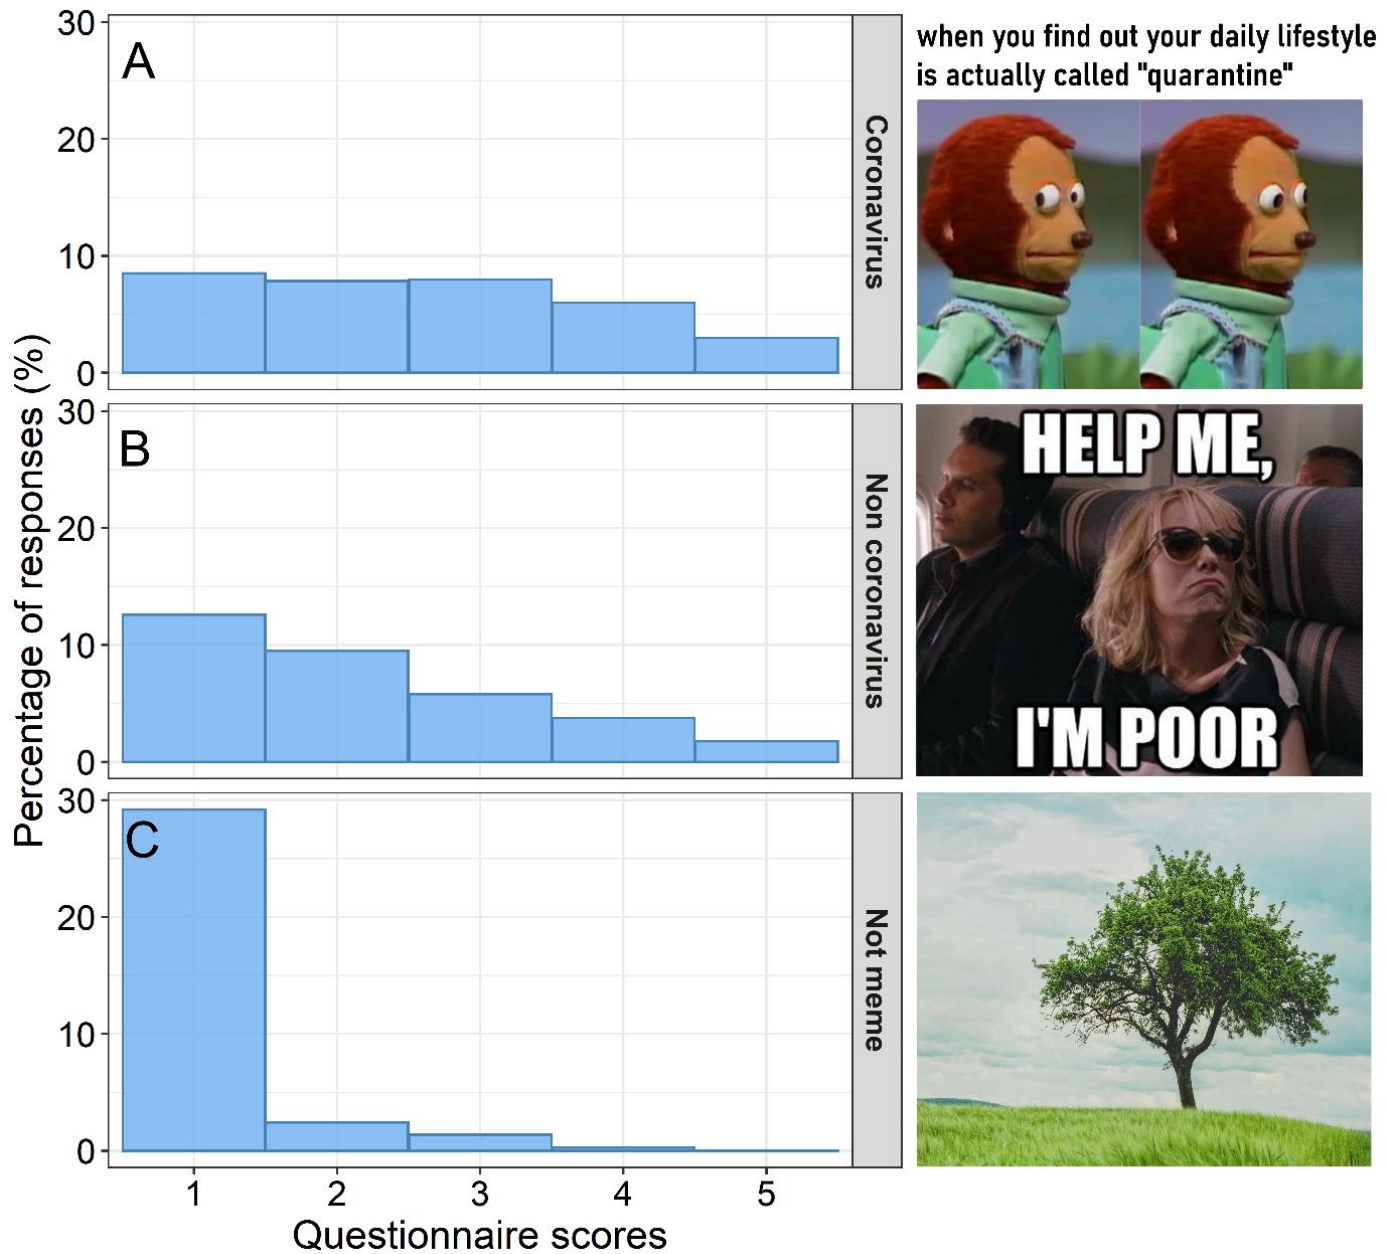 Percentage of responses (%)
30
20
10
0
A
Coronavirus
when you find out your daily lifestyle
is actually called "quarantine"
30
20
10
0
B
Non coronavirus
HELP ME,
I'M POOR
30
20
10
0
C
Not meme
1 2 3 4 5
Questionnaire scores